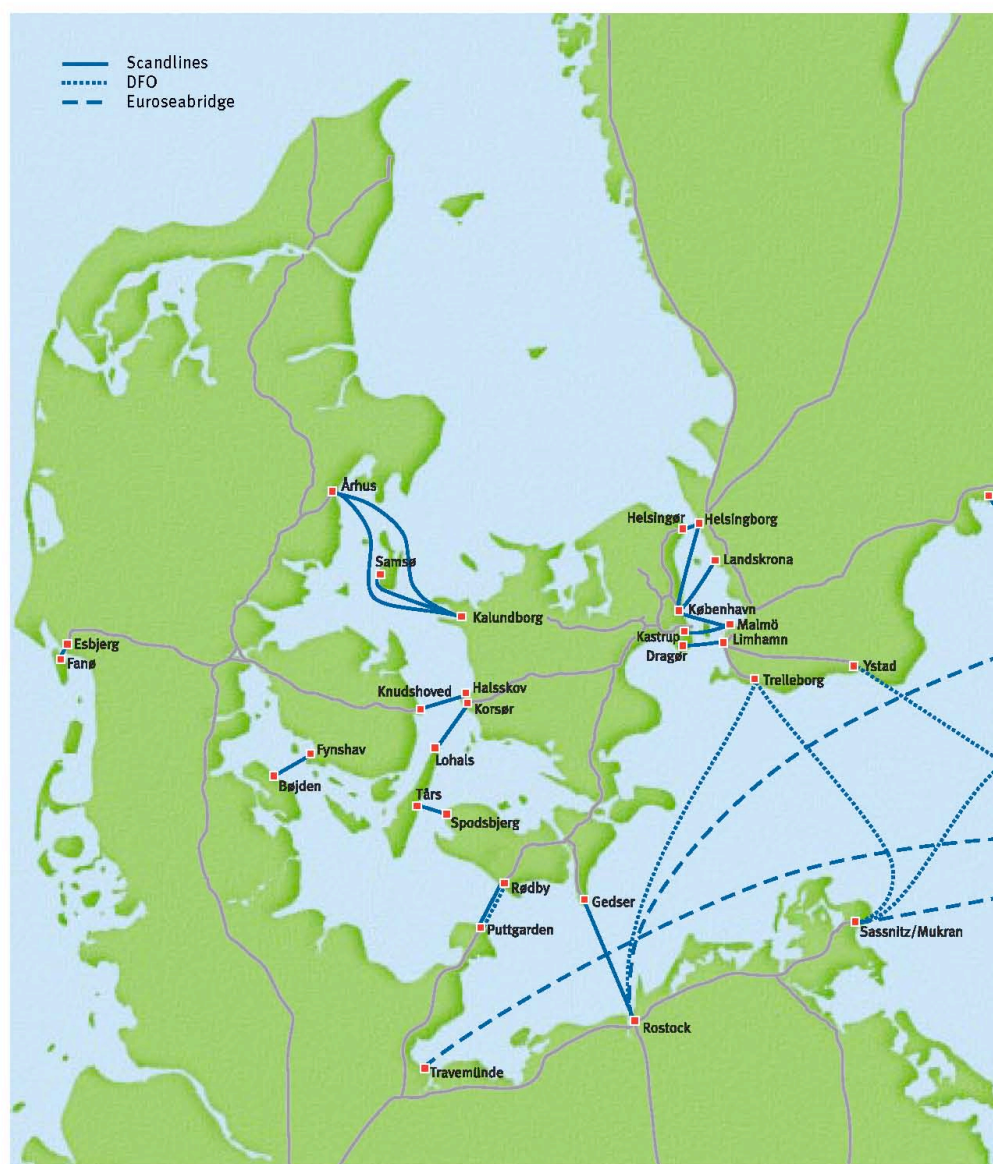 Scandlines
DFO
Euroseabridge
Århus
Helsingør
Helsingborg
Samsø
Landskrona
Kalundborg
København
Malmö
Kastrup
Limhamn
Dragør
Esbjerg
Fanø
Ystad
Trelleborg
Knudshoved
Halsskov
Korsør
Fynshav
Lohals
Bøjden
Tårs
Spodsbjerg
Rødby
Gedser
Puttgarden
Sassnitz/Mukran
Rostock
Travemünde